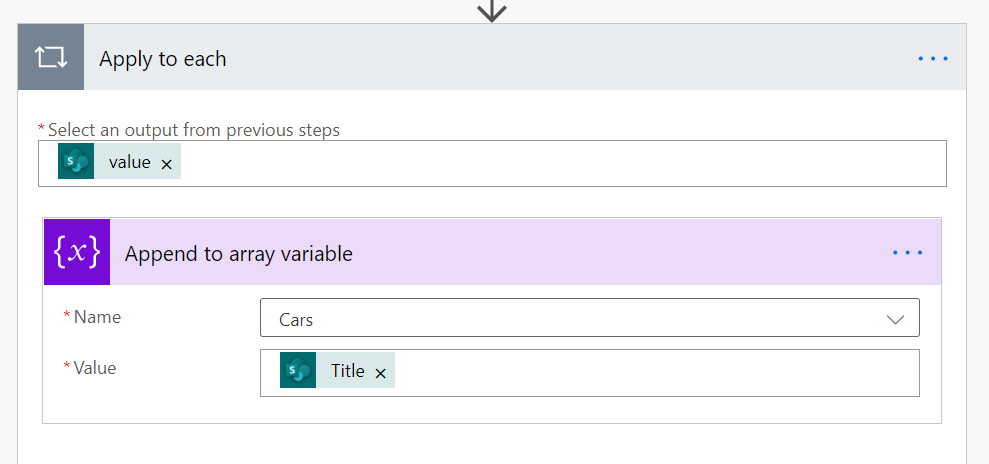 Apply to each
* Select an output from previous steps
S value ×
{x} Append to array variable
* Name Cars
* Value S Title ×